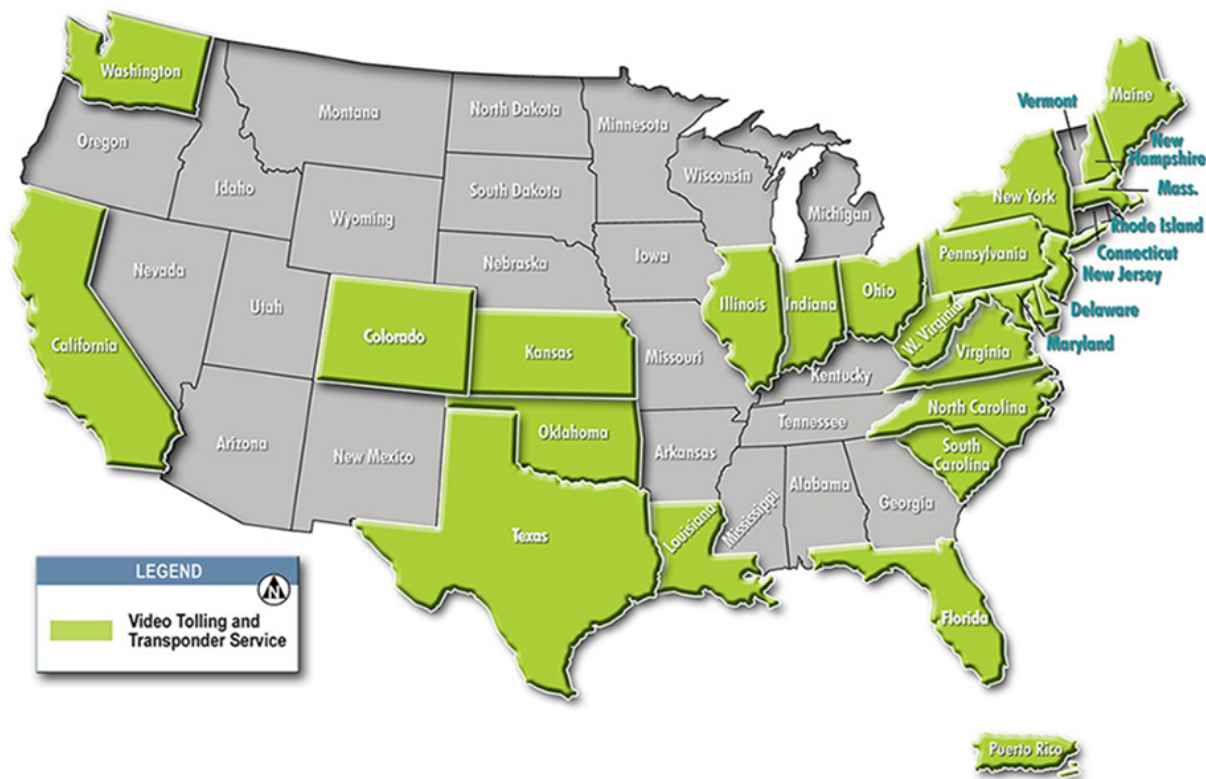 Washington
Montana
North Dakota
Minnesota
Vermont
Maine
Oregon
Idaho
South Dakota
Wisconsin
New
Hampshire
Wyoming
Michigan
New York
Mass.
Rhode Island
Nevada
Nebraska
Iowa
Pennsylvania
Connecticut
New Jersey
Utah
Colorado
Illinois
Indiana
Ohio
Delaware
California
Kansas
Missouri
W. Virginia
Virginia
Maryland
Kentucky
North Carolina
Arizona
New Mexico
Oklahoma
Arkansas
Tennessee
South
Carolina
Texas
Louisiana
Mississippi
Alabama
Georgia
Florida
LEGEND
N
Video Tolling and
Transponder Service
Puerto Rico